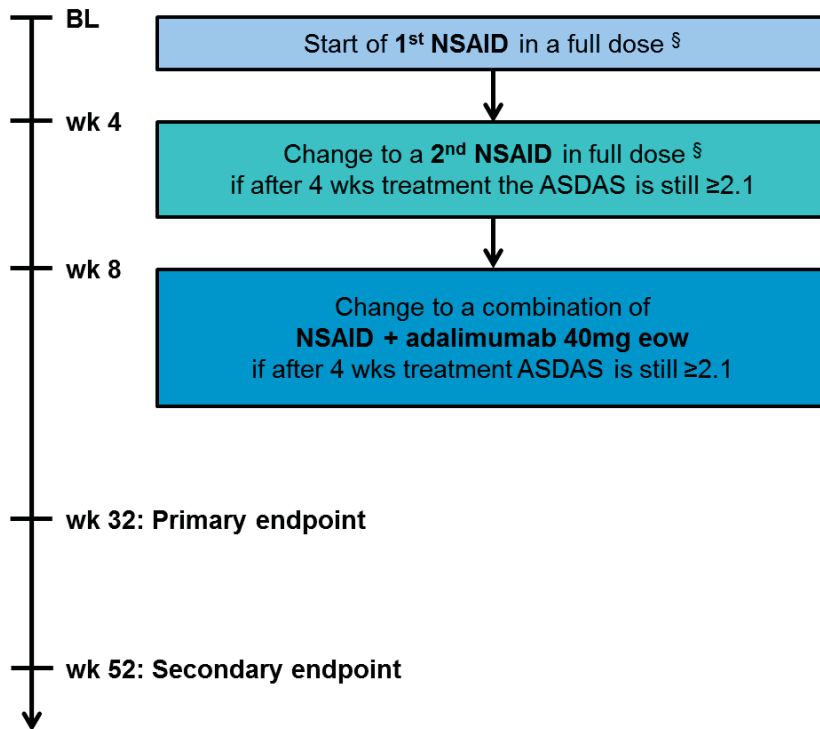 BL
Start of 1st NSAID in a full dose §
wk 4
Change to a 2nd NSAID in full dose §
if after 4 wks treatment the ASDAS is still ≥2.1
wk 8
Change to a combination of
NSAID + adalimumab 40mg eow
if after 4 wks treatment ASDAS is still ≥2.1
wk 32: Primary endpoint
wk 52: Secondary endpoint